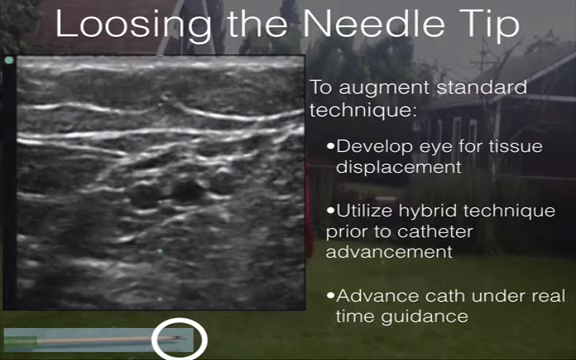 Loosing the Needle Tip
To augment standard
technique:
•Develop eye for tissue
displacement
•Utilize hybrid technique
prior to catheter
advancement
•Advance cath under real
time guidance